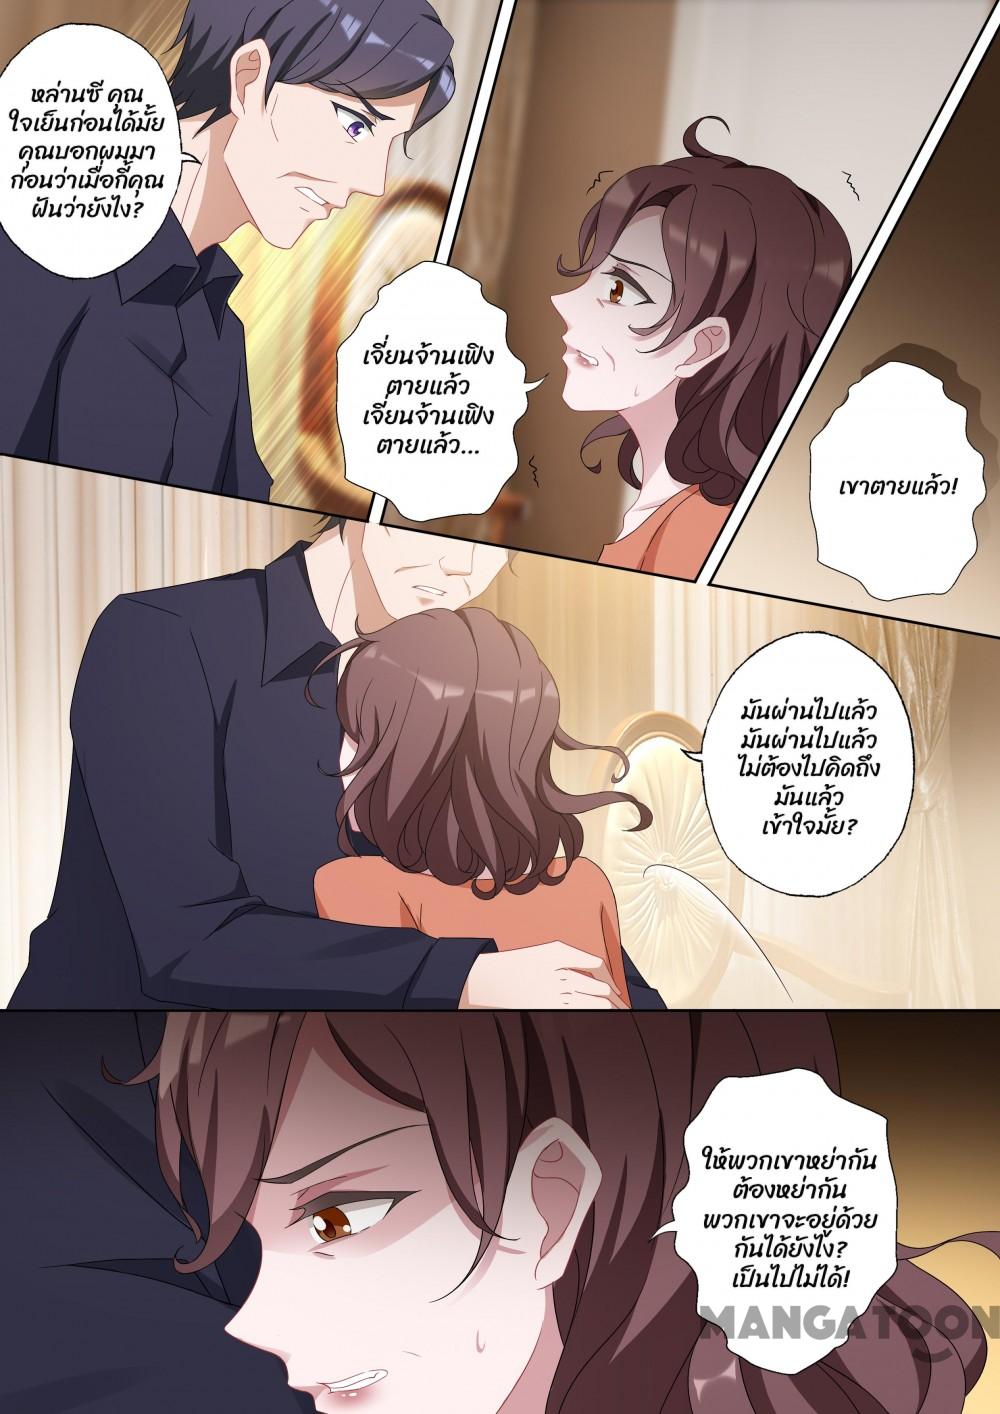 หล่านซี คุณ
ใจเย็นก่อนได้มั้ย
คุณบอกผมมา
ก่อนว่าเมื่อกี้คุณ
ฝันว่ายังไง?
เจี่ยนจ้านเฟิง
ตายแล้ว
เจี่ยนจ้านเฟิง
ตายแล้ว...
เขาตายแล้ว!
มันผ่านไปแล้ว
มันผ่านไปแล้ว
ไม่ต้องไปคิดถึง
มันแล้ว
เข้าใจมั้ย?
ให้พวกเขาหย่ากัน
ต้องหย่ากัน
พวกเขาจะอยู่ด้วย
กันได้ยังไง?
เป็นไปไม่ได้!
MANGATOON